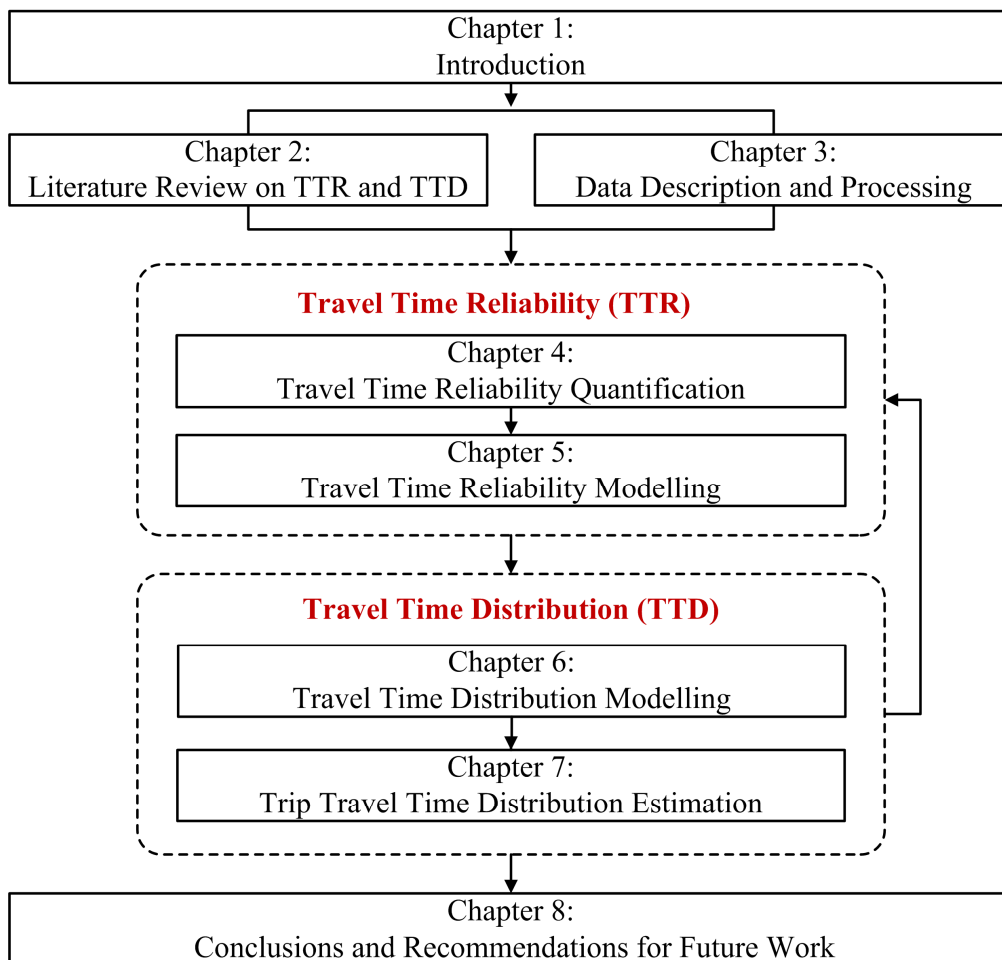 Chapter 1:
Introduction
Chapter 2:
Literature Review on TTR and TTD
Chapter 3:
Data Description and Processing
Travel Time Reliability (TTR)
Chapter 4:
Travel Time Reliability Quantification
Chapter 5:
Travel Time Reliability Modelling
Travel Time Distribution (TTD)
Chapter 6:
Travel Time Distribution Modelling
Chapter 7:
Trip Travel Time Distribution Estimation
Chapter 8:
Conclusions and Recommendations for Future Work